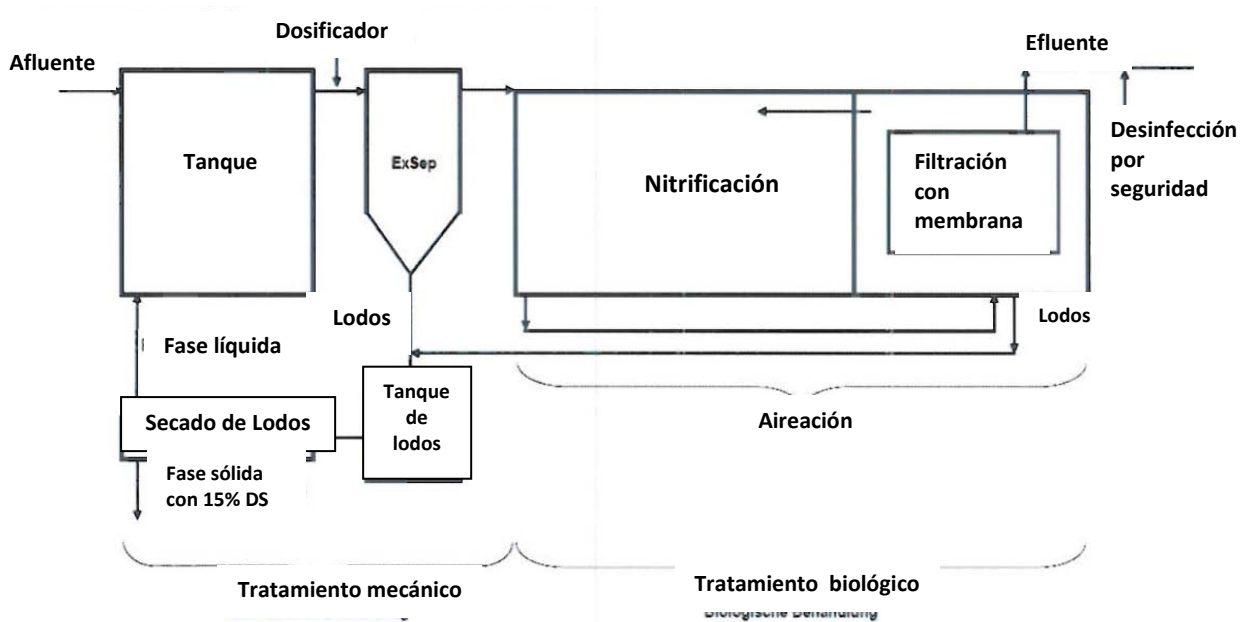 Dosificador
Afluente
Efluente
Tanque
ExSep
Nitrificación
Filtración
con
membrana
Desinfección
por
seguridad
Fase líquida
Lodos
Lodos
Secado de Lodos
Tanque
de
lodos
Aireación
Fase sólida
con 15% DS
Tratamiento mecánico
Tratamiento biológico
Biologische Behandlung